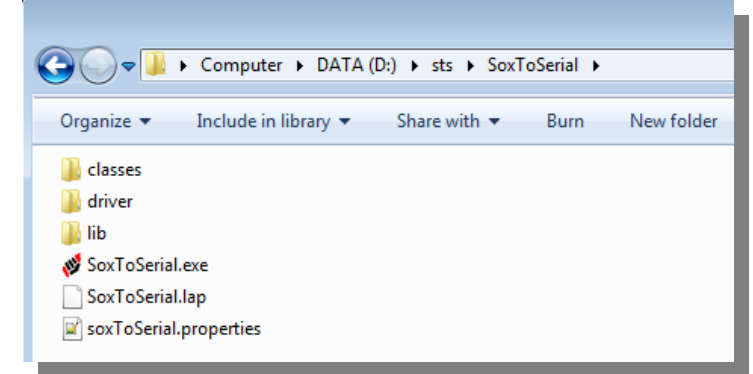 Computer DATA (D:) sts SoxToSerial
Organize Include in library Share with Burn New folder
classes
driver
lib
SoxToSerial.exe
SoxToSerial.lap
soxToSerial.properties